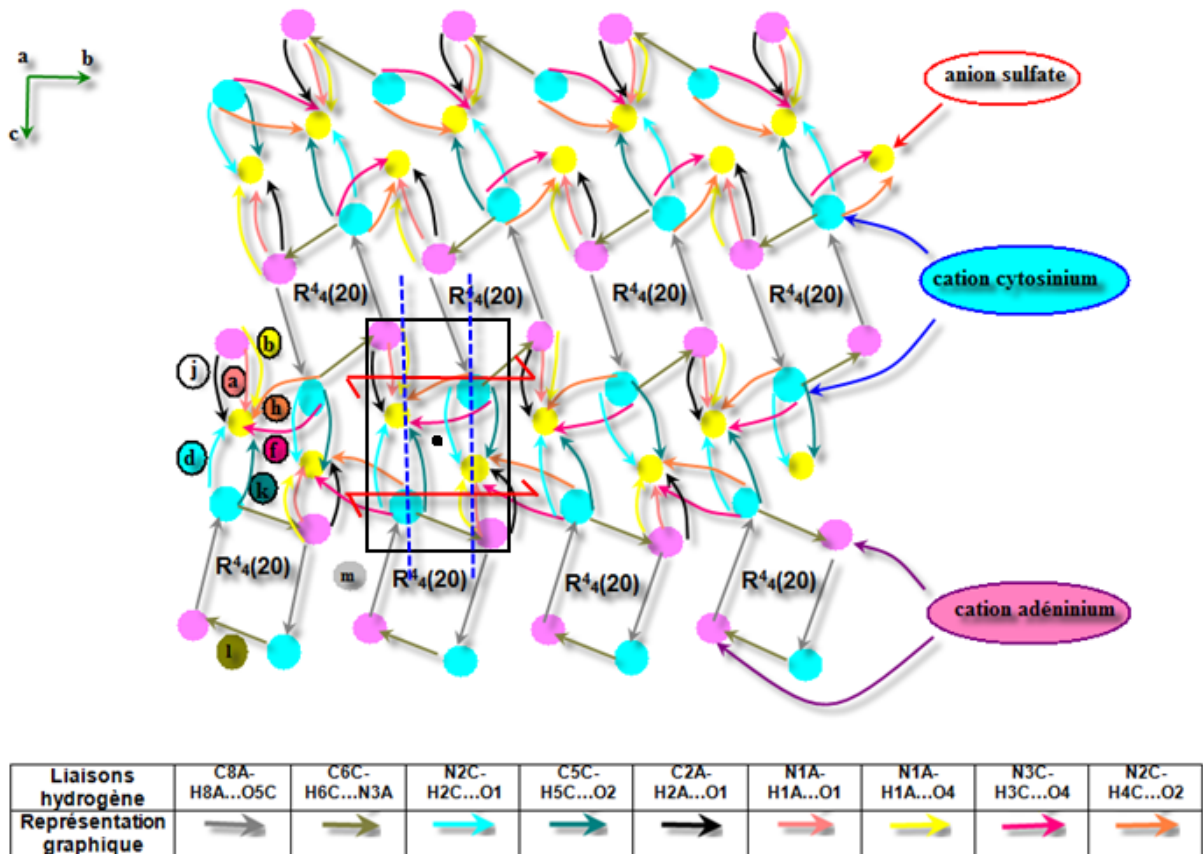 a
b
c
anion sulfate
cation cytosinium
R⁴₄(20) R⁴₄(20) R⁴₄(20) R⁴₄(20)
j b
a
h
d f
k
R⁴₄(20) m R⁴₄(20) R⁴₄(20) R⁴₄(20)
cation adéninium
l
Liaisons hydrogène C8A-H8A...O5C C6C-H6C...N3A N2C-H2C...O1 C5C-H5C...O2 C2A-H2A...O1 N1A-H1A...O1 N1A-H1A...O4 N3C-H3C...O4 N2C-H4C...O2
Représentation graphique